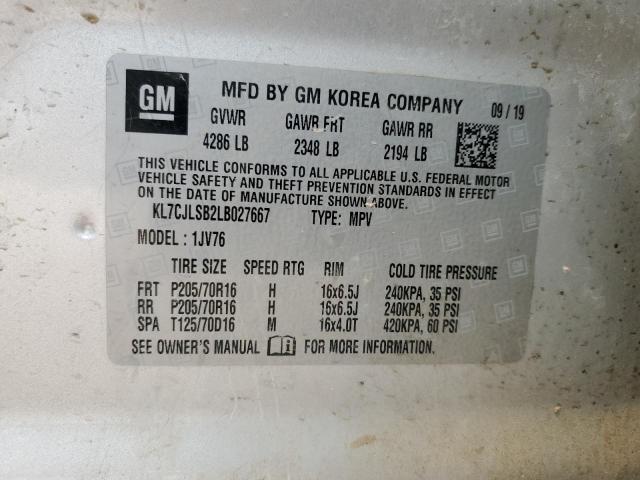 GM
MFD BY GM KOREA COMPANY 09/19
GVWR GAWR FRT GAWR RR
4286 LB 2348 LB 2194 LB
THIS VEHICLE CONFORMS TO ALL APPLICABLE U.S. FEDERAL MOTOR
VEHICLE SAFETY AND THEFT PREVENTION STANDARDS IN EFFECT
ON THE DATE OF MANUFACTURE SHOWN ABOVE.
KL7CJLSB2LB027667 TYPE: MPV
MODEL: 1JV76
TIRE SIZE SPEED RTG RIM COLD TIRE PRESSURE
FRT P205/70R16 H 16x6.5J 240KPA, 35 PSI
RR P205/70R16 H 16x6.5J 240KPA, 35 PSI
SPA T125/70D16 M 16x4.0T 420KPA, 60 PSI
SEE OWNER'S MANUAL FOR MORE INFORMATION.